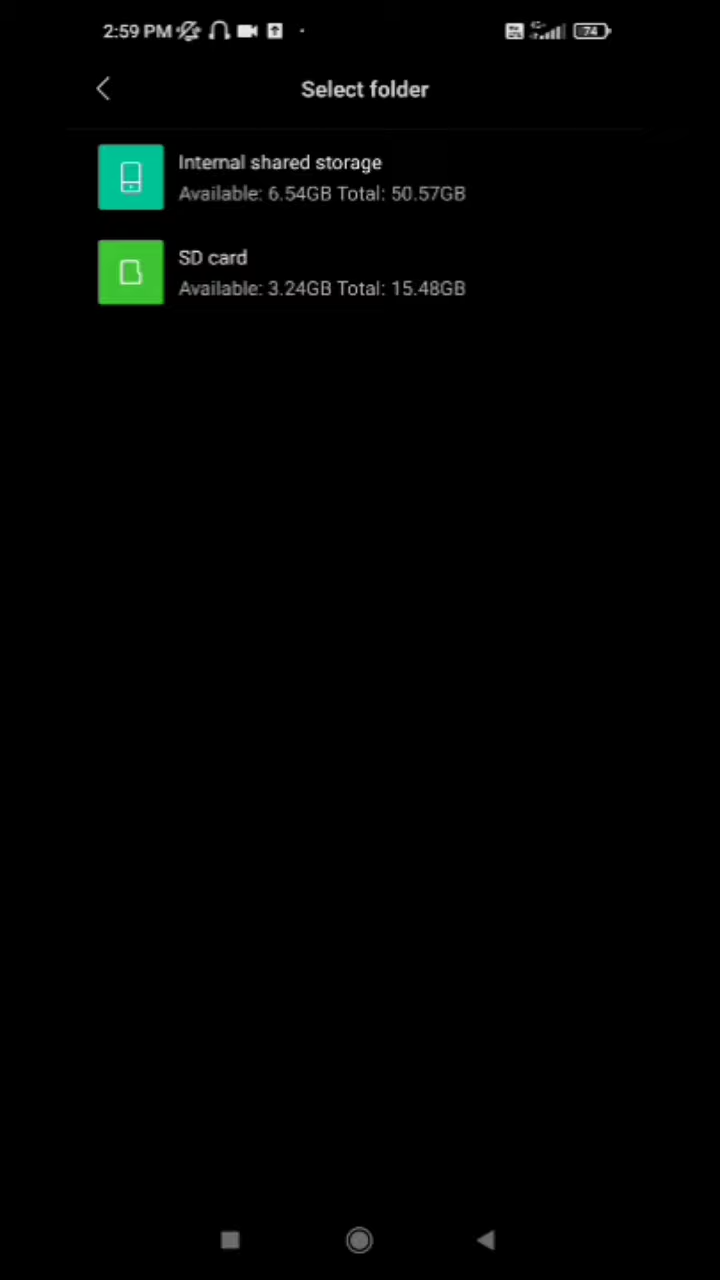 2:59 PM
74
Select folder
Internal shared storage
Available: 6.54GB Total: 50.57GB
SD card
Available: 3.24GB Total: 15.48GB